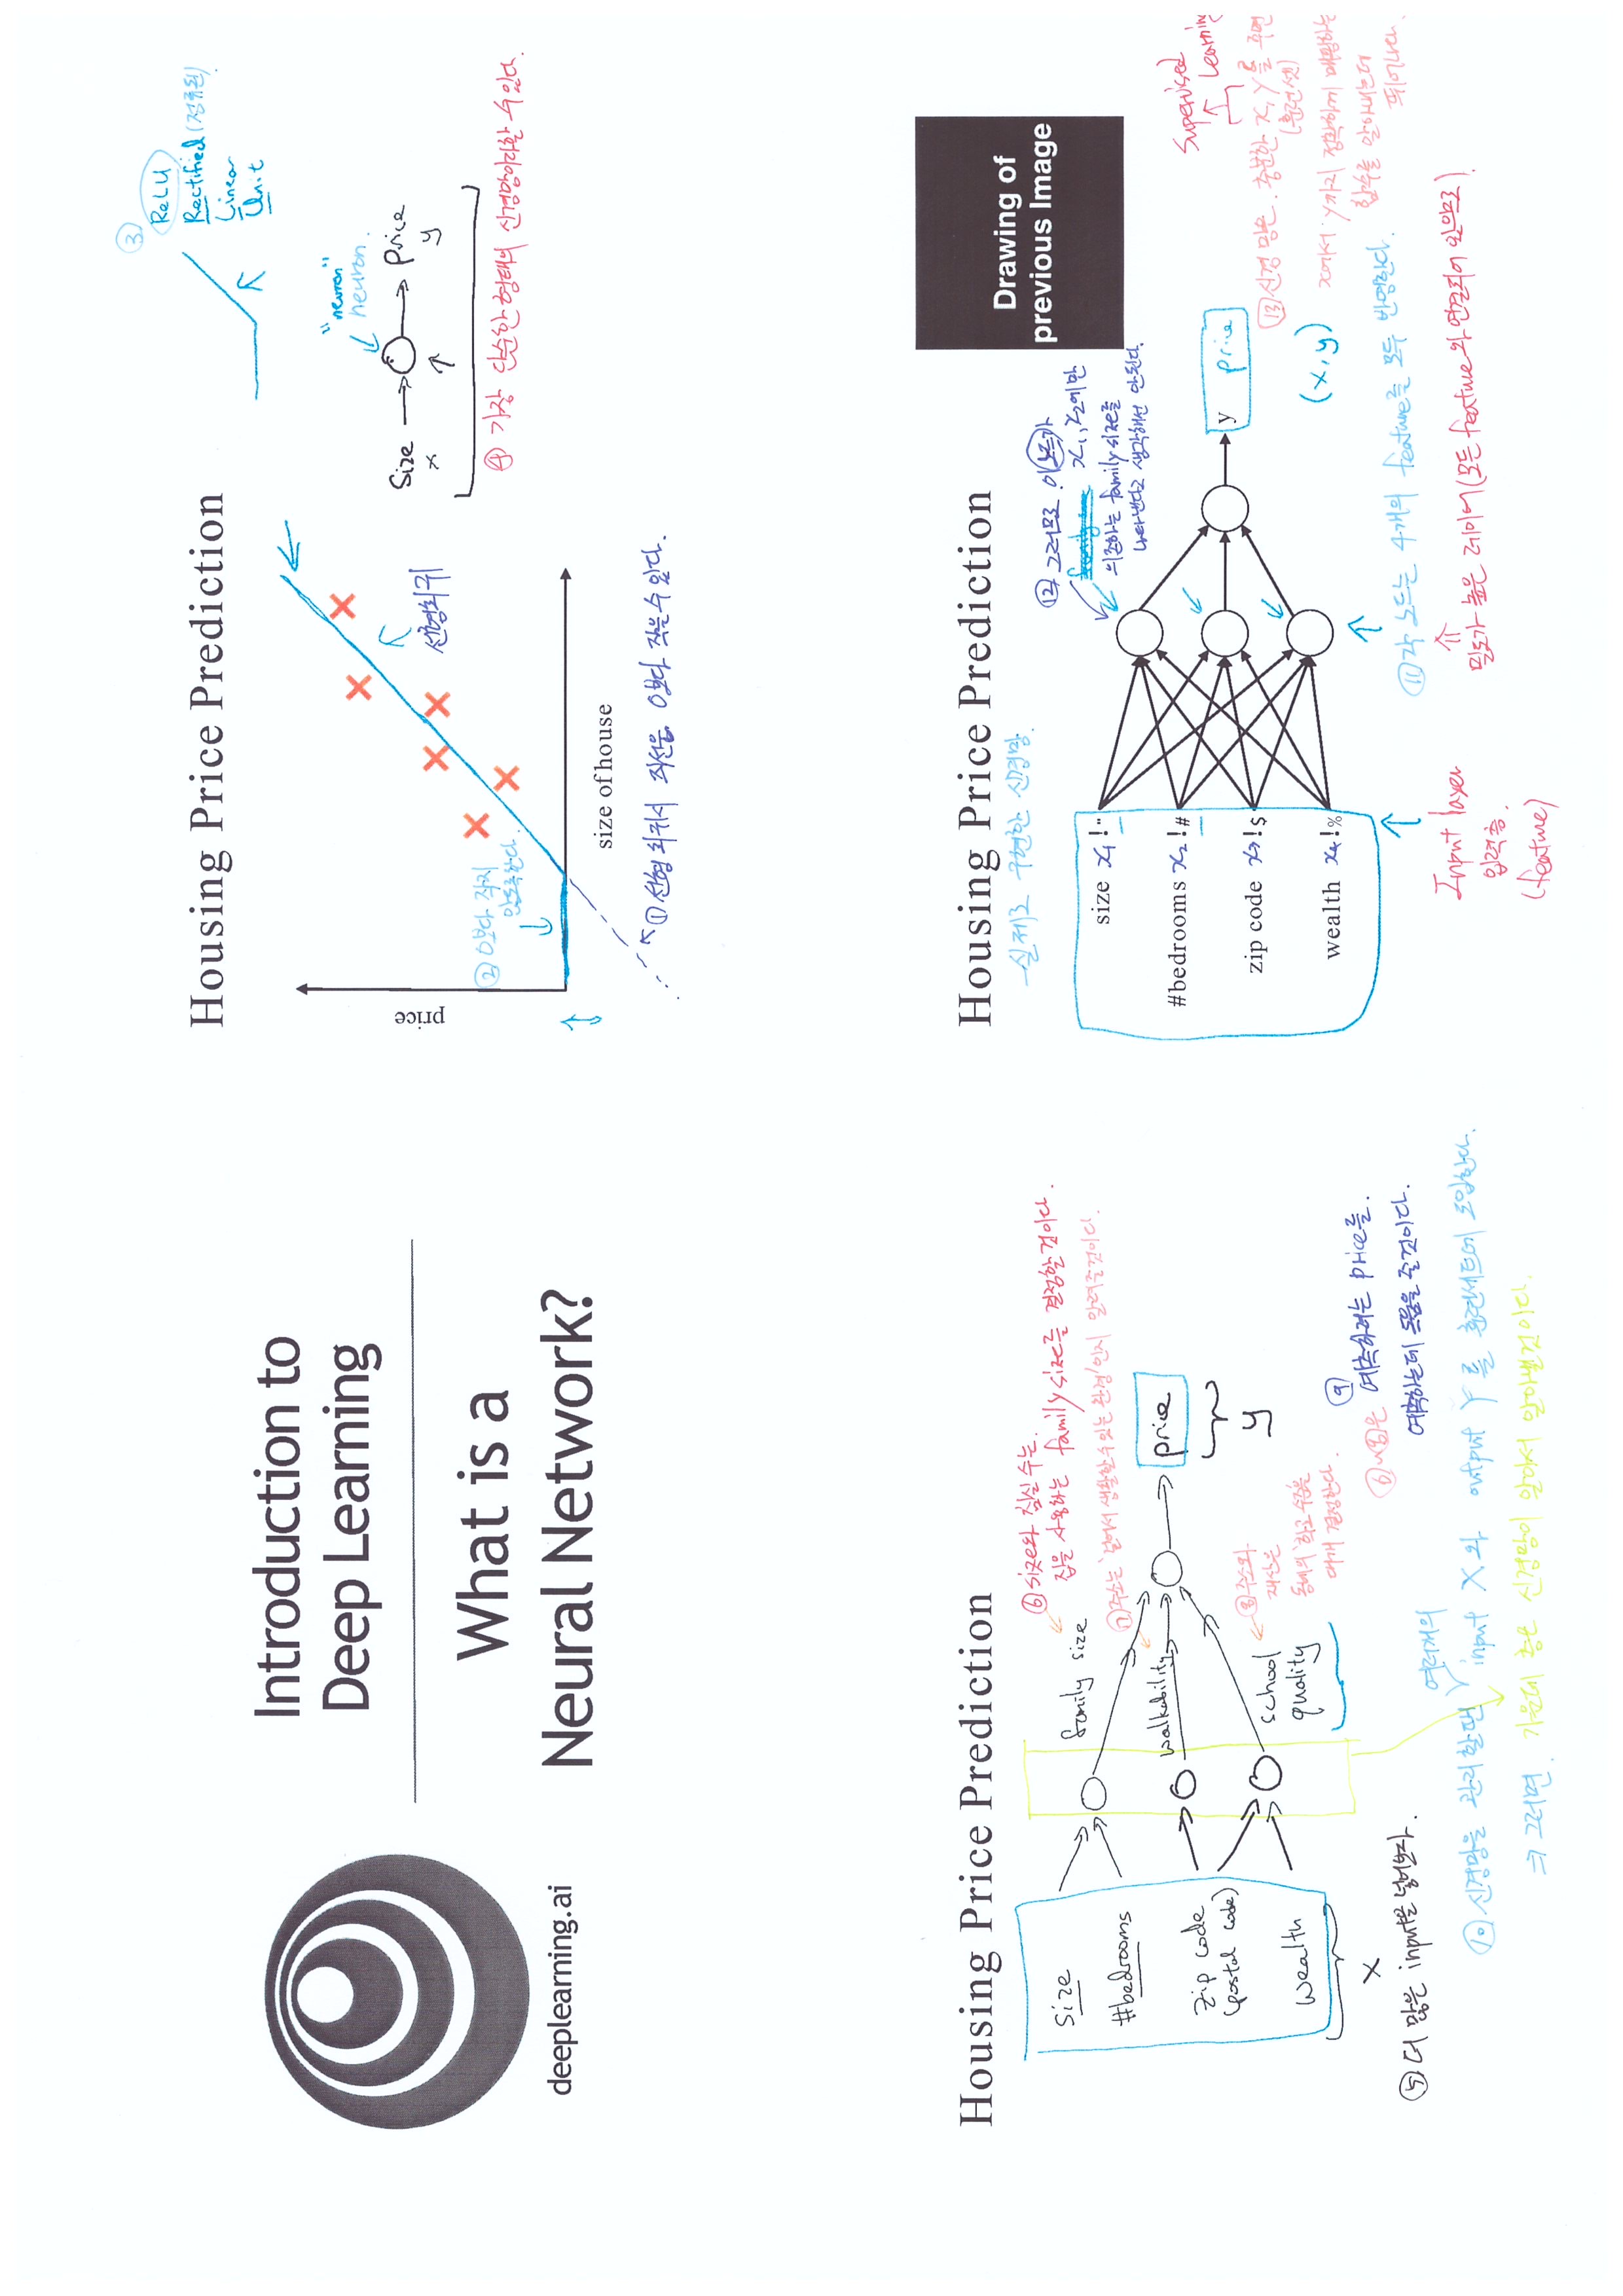 deeplearning.ai
Introduction to
Deep Learning
What is a
Neural Network?
Housing Price Prediction
③
ReLU
Rectified (정류된)
Linear
Unit
price
size of house
선형회귀
② 0보다 작지
않도록한다.
① 선형 회귀서 직선은 0보다 작을수 있다.
"neuron"
neuron.
Size
x
price
y
④ 가장 단순한 형태의 신경망이라할 수 있다.
Housing Price Prediction
size
#bedrooms
zip code
(postal code)
wealth
X
family size
walkability
school
quality
price
y
⑤ 더 많은 input을 넣어보자.
⑥ size와 침실 수는.
집을 사용하는 family size를 결정할 것이다.
⑦ 주소는 '걸어서 생활할수 있는 환경'인지 알려줄것이다.
⑧ 주소와
재산은
동네의 '학교 수준'을
대개 결정한다.
⑨
⑥~⑧은 예측하려는 price를.
예측하는데 도움을 줄것이다.
여러개의
⑩ 신경망을 관리할땐 input X와 output Y를 훈련세트에 도입한다.
⇒ 그러면. 가운데 층은 신경망이 알아서 알아낼것이다.
Housing Price Prediction
- 실제로 구현한 신경망.
Drawing of
previous Image
size x₁ !"
#bedrooms x₂ !#
zip code x₃ !$
wealth x₄ !%
⑫ 그러므로 이 노드가
x₁, x₂에만
의존하는 family size를
나타낸다고 생각해선 안된다.
y price
(x, y)
Supervised
Learning
⑬ 신경 망은. 충분한 x, y를 주면
(훈련셋)
x에서 y까지 정확하게 매핑하는
함수를 알아내는데
뛰어나다.
⑪ 각 노드는 4개의 feature를 모두 반영한다.
밀도가 높은 레이어 (모든 feature와 연결되어 있으므로)
Input layer
입력층.
(feature)